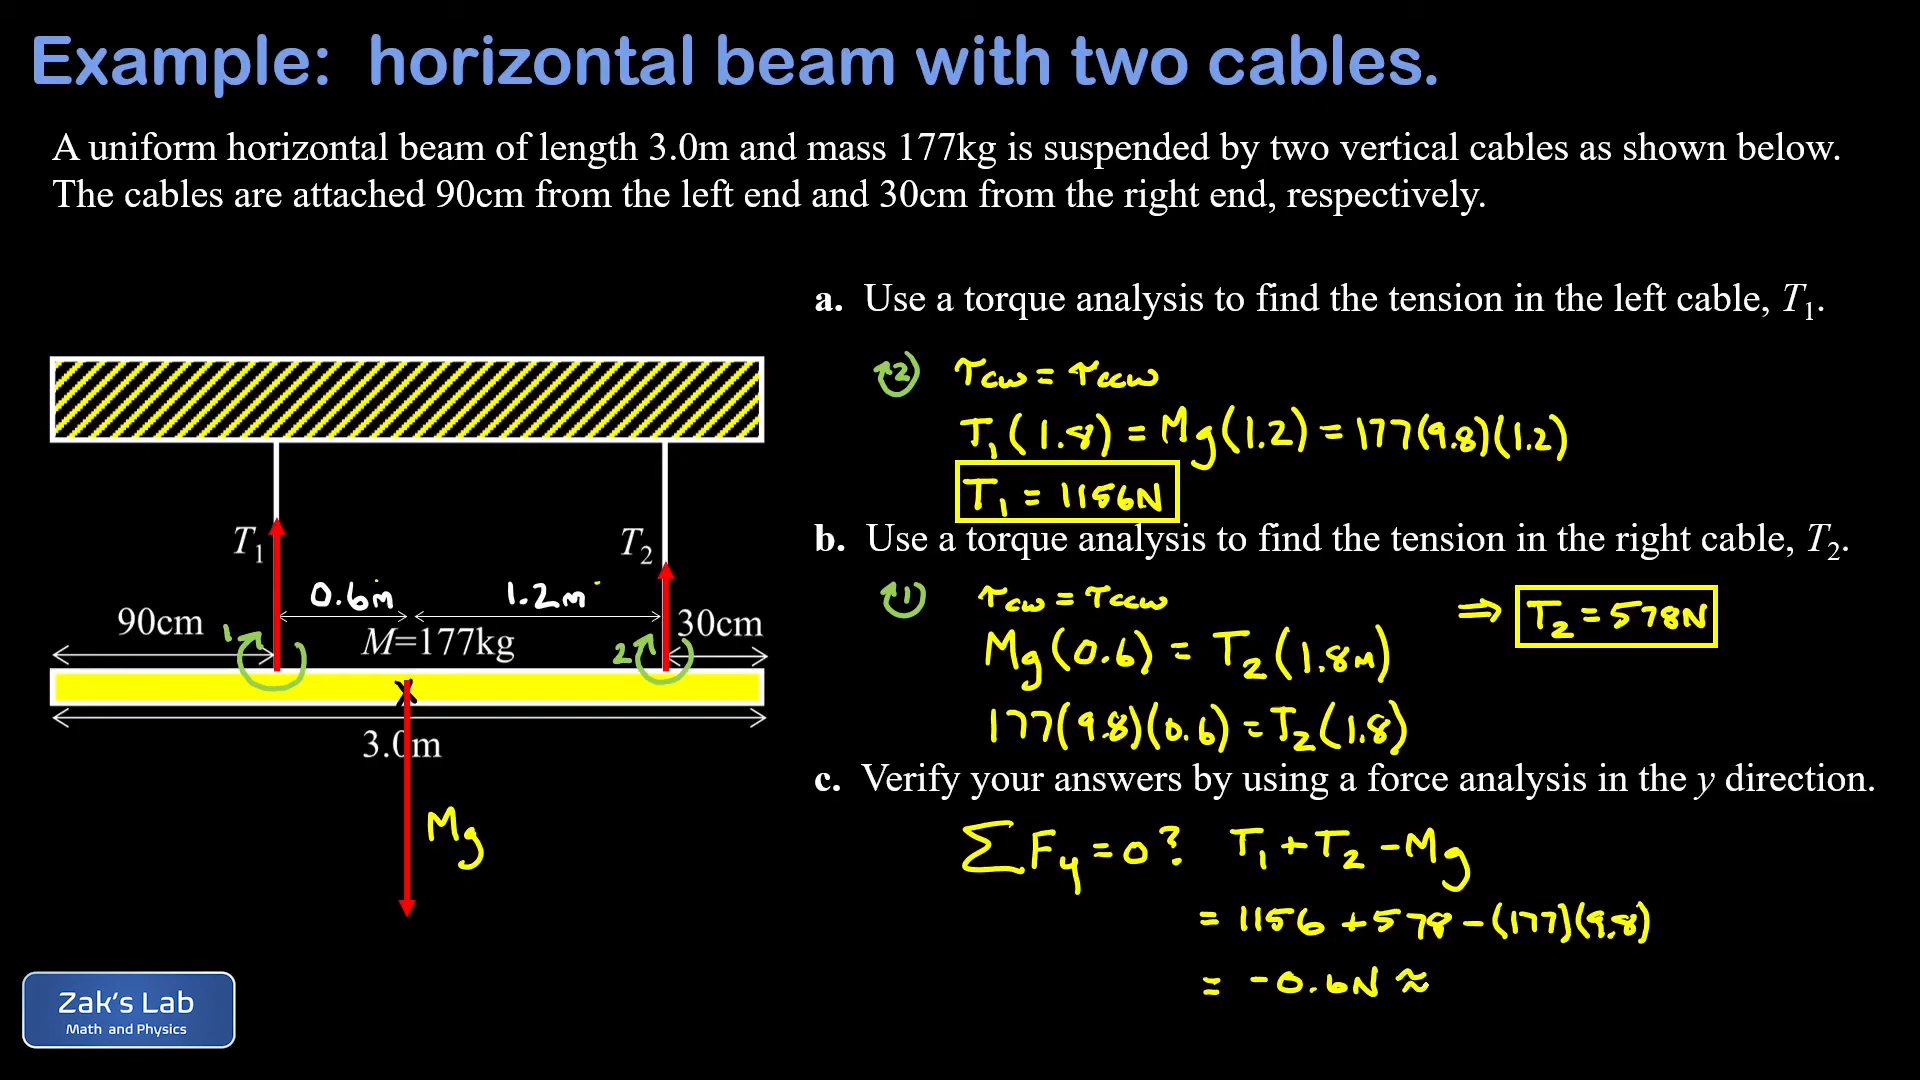 Example: horizontal beam with two cables.
A uniform horizontal beam of length 3.0m and mass 177kg is suspended by two vertical cables as shown below.
The cables are attached 90cm from the left end and 30cm from the right end, respectively.
a. Use a torque analysis to find the tension in the left cable, T₁.
2 τcw = τccw
T₁(1.8) = Mg(1.2) = 177(9.8)(1.2)
T₁ = 1156N
b. Use a torque analysis to find the tension in the right cable, T₂.
1 τcw = τccw
⇒ T₂ = 578N
Mg(0.6) = T₂(1.8m)
177(9.8)(0.6) = T₂(1.8)
c. Verify your answers by using a force analysis in the y direction.
∑Fy = 0? T₁ + T₂ - Mg
= 1156 + 578 - (177)(9.8)
= -0.6N ≈
T₁
T₂
0.6m
1.2m
90cm
1
M=177kg
2
30cm
3.0m
Mg
Zak's Lab
Math and Physics